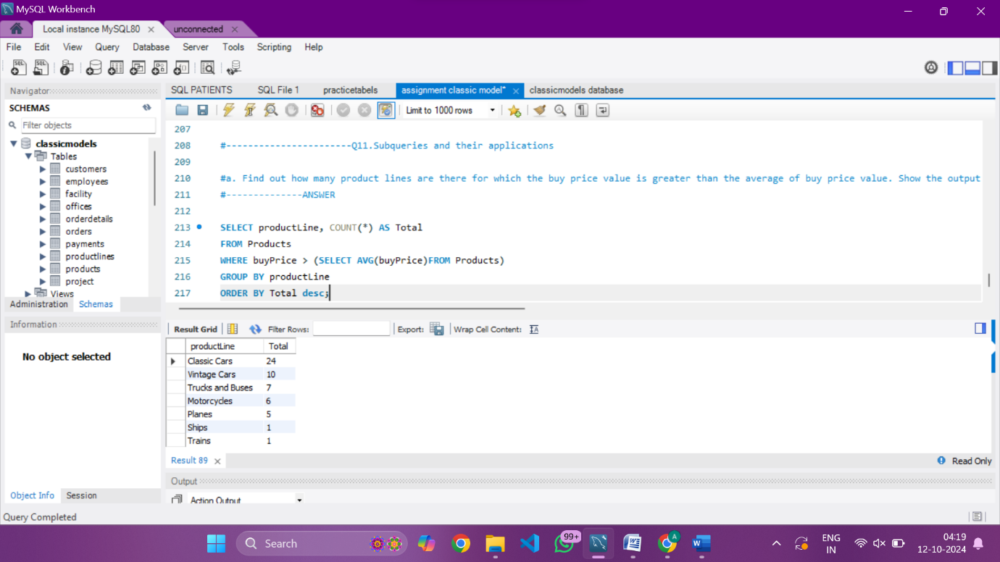 MySQL Workbench
Local instance MySQL80
unconnected
File Edit View Query Database Server Tools Scripting Help
Navigator
SQL PATIENTS SQL File 1 practicetabels assignment classic model* classicmodels database
SCHEMAS
Limit to 1000 rows
Filter objects
classicmodels
Tables
customers
employees
facility
offices
orderdetails
orders
payments
productlines
products
project
Views
Administration Schemas
Information
No object selected
Object Info Session
207
208 #-----------------------Q11.Subqueries and their applications
209
210 #a. Find out how many product lines are there for which the buy price value is greater than the average of buy price value. Show the output
211 #--------------ANSWER
212
213 SELECT productLine, COUNT(*) AS Total
214 FROM Products
215 WHERE buyPrice > (SELECT AVG(buyPrice)FROM Products)
216 GROUP BY productLine
217 ORDER BY Total desc;
Result Grid Filter Rows: Export: Wrap Cell Content:
productLine Total
Classic Cars 24
Vintage Cars 10
Trucks and Buses 7
Motorcycles 6
Planes 5
Ships 1
Trains 1
Result 89
Read Only
Output
Action Output
Query Completed
Search
99+
A
ENG
IN
04:19
12-10-2024